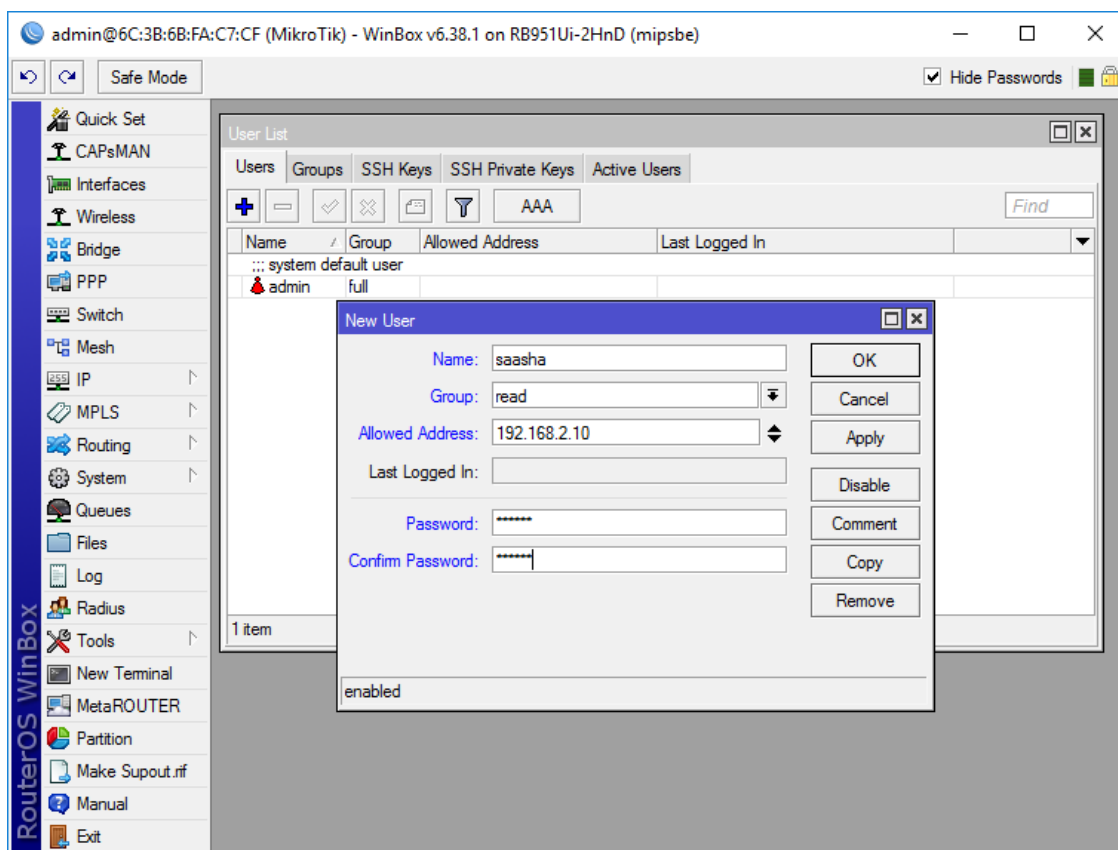 admin@6C:3B:6B:FA:C7:CF (MikroTik) - WinBox v6.38.1 on RB951Ui-2HnD (mipsbe)
Safe Mode
Hide Passwords
RouterOS WinBox
Quick Set
CAPsMAN
Interfaces
Wireless
Bridge
PPP
Switch
Mesh
255 IP
MPLS
Routing
System
Queues
Files
Log
Radius
Tools
New Terminal
MetaROUTER
Partition
Make Supout.rif
Manual
Exit
User List
Users Groups SSH Keys SSH Private Keys Active Users
AAA Find
Name / Group Allowed Address Last Logged In
::: system default user
admin full
1 item
New User
Name: saasha
Group: read
Allowed Address: 192.168.2.10
Last Logged In:
Password: ******
Confirm Password: ******
OK
Cancel
Apply
Disable
Comment
Copy
Remove
enabled